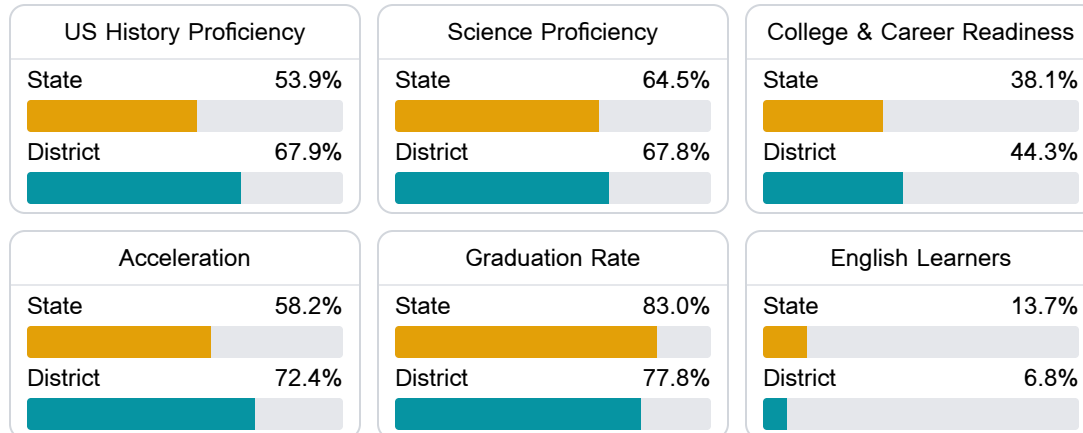 US History Proficiency
State 53.9%
District 67.9%
Science Proficiency
State 64.5%
District 67.8%
College & Career Readiness
State 38.1%
District 44.3%
Acceleration
State 58.2%
District 72.4%
Graduation Rate
State 83.0%
District 77.8%
English Learners
State 13.7%
District 6.8%